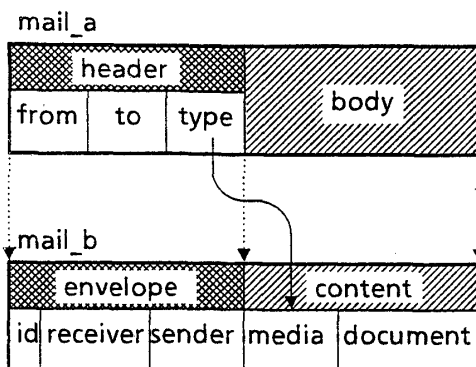 mail_a
header
body
from to type
mail_b
envelope content
id receiver sender media document